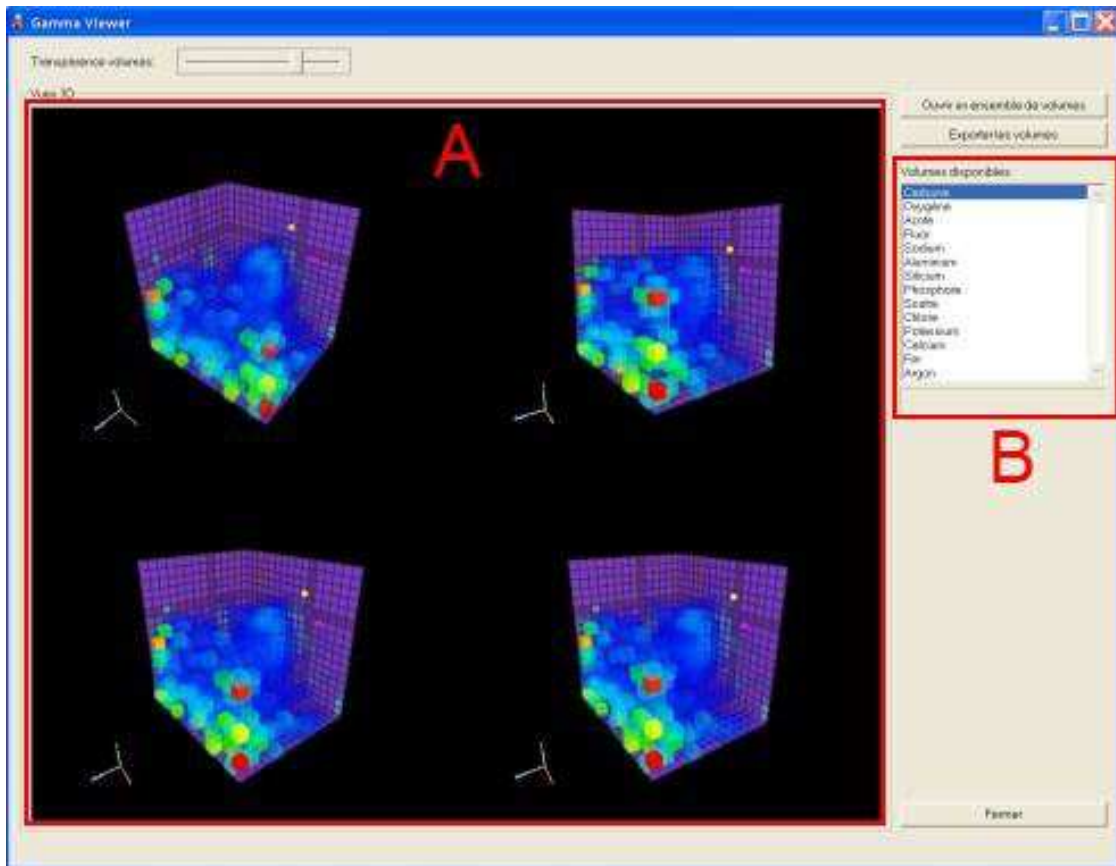 Gamma Viewer
Transparence volumes:
Vues 3D
A
Ouvrir un ensemble de volumes
Exporter les volumes
Volumes disponibles
Carbone
Oxygène
Azote
Fluor
Sodium
Aluminium
Silicium
Phosphore
Soufre
Chlore
Potassium
Calcium
Fer
Argon
B
Fermer